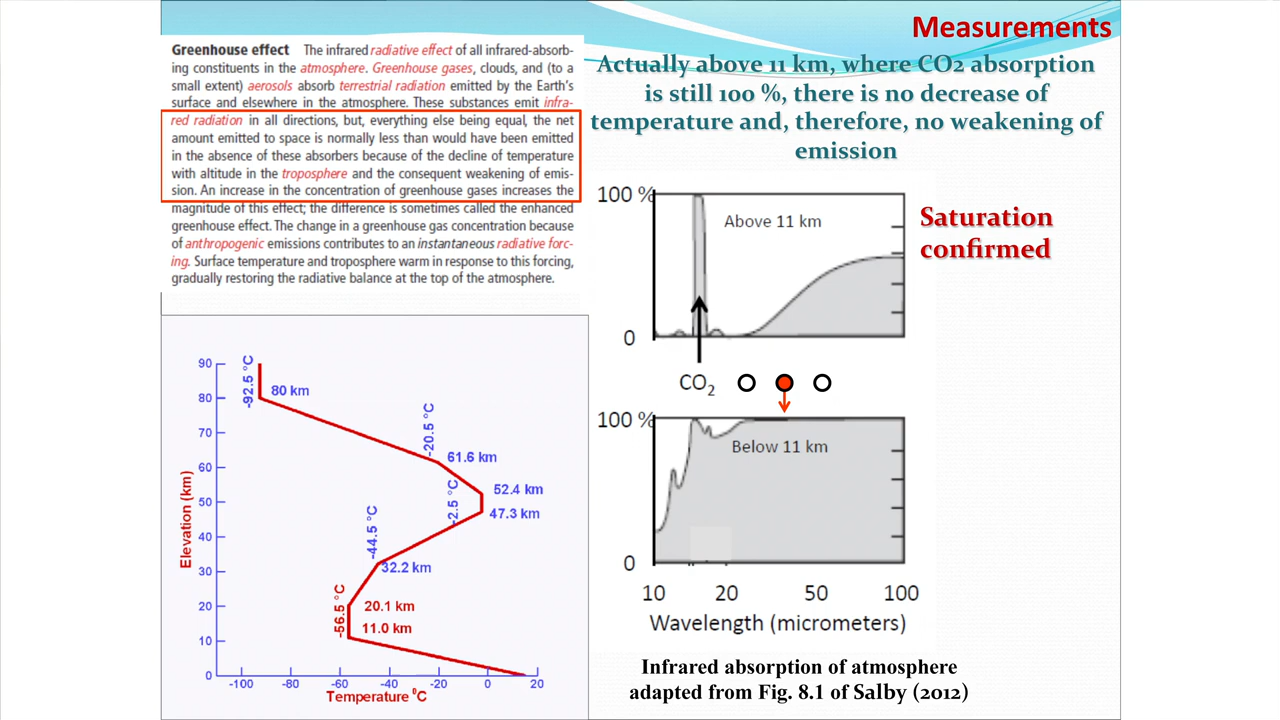 Measurements
Greenhouse effect The infrared radiative effect of all infrared-absorb-
ing constituents in the atmosphere. Greenhouse gases, clouds, and (to a
small extent) aerosols absorb terrestrial radiation emitted by the Earth's
surface and elsewhere in the atmosphere. These substances emit infra-
red radiation in all directions, but, everything else being equal, the net
amount emitted to space is normally less than would have been emitted
in the absence of these absorbers because of the decline of temperature
with altitude in the troposphere and the consequent weakening of emis-
sion. An increase in the concentration of greenhouse gases increases the
magnitude of this effect; the difference is sometimes called the enhanced
greenhouse effect. The change in a greenhouse gas concentration because
of anthropogenic emissions contributes to an instantaneous radiative forc-
ing. Surface temperature and troposphere warm in response to this forcing,
gradually restoring the radiative balance at the top of the atmosphere.
Actually above 11 km, where CO2 absorption
is still 100 %, there is no decrease of
temperature and, therefore, no weakening of
emission
100 %
Above 11 km
0
CO₂
Saturation
confirmed
100 %
Below 11 km
0
10 20 50 100
Wavelength (micrometers)
Infrared absorption of atmosphere
adapted from Fig. 8.1 of Salby (2012)
Elevation (km)
90
80
70
60
50
40
30
20
10
0
-92.5 °C
80 km
-20.5 °C
61.6 km
52.4 km
-2.5 °C
47.3 km
-44.5 °C
32.2 km
-56.5 °C
20.1 km
11.0 km
-100 -80 -60 -40 -20 0 20
Temperature ⁰C